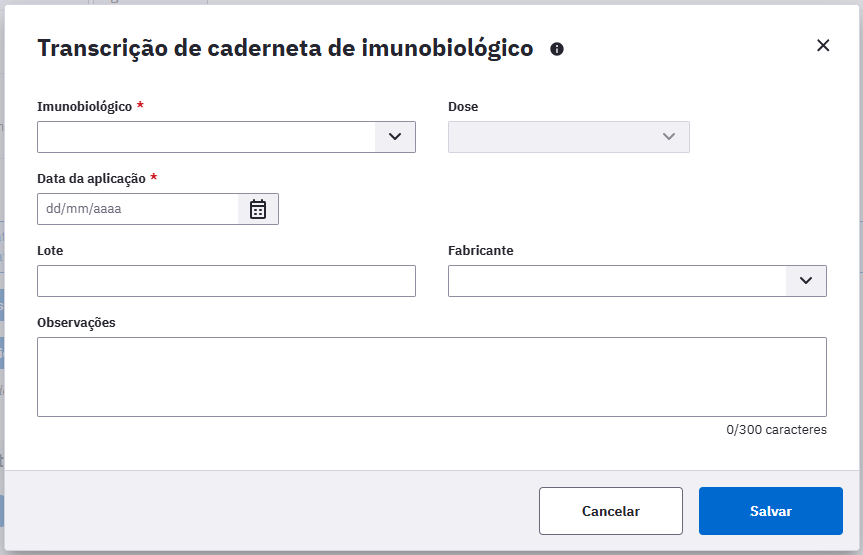 Transcrição de caderneta de imunobiológico
Imunobiológico *
Dose
Data da aplicação *
dd/mm/aaaa
Lote
Fabricante
Observações
0/300 caracteres
Cancelar
Salvar